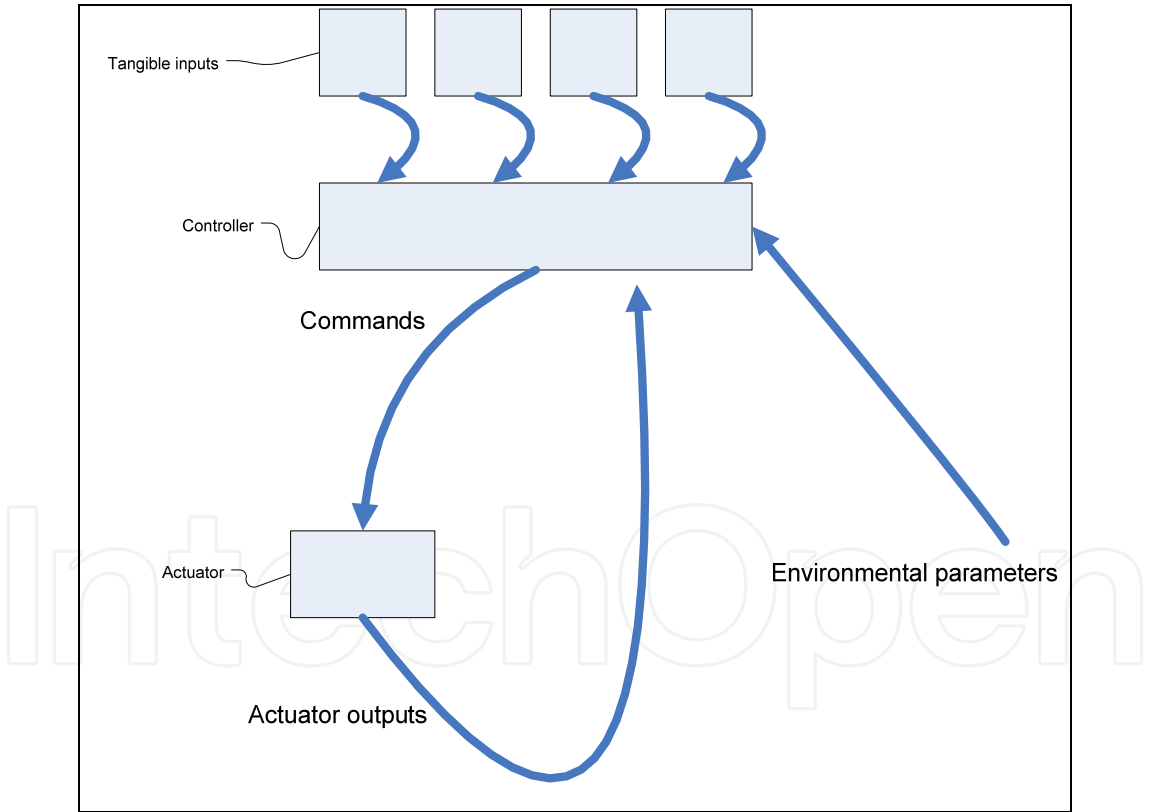 Tangible inputs
Controller
Commands
Actuator
Environmental parameters
Actuator outputs
IntechOpen